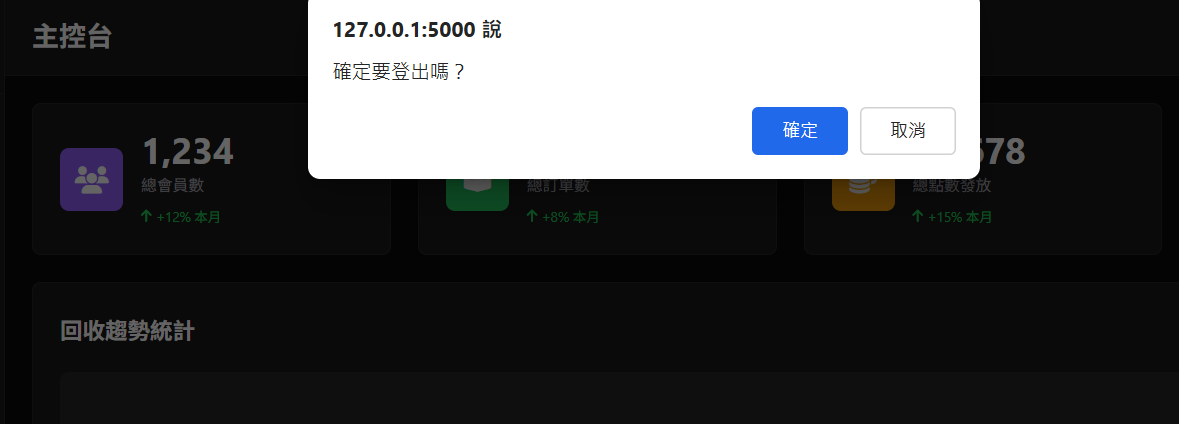 主控台
127.0.0.1:5000 說
確定要登出嗎？
確定
取消
1,234
總會員數
+12% 本月
總訂單數
+8% 本月
678
總點數發放
+15% 本月
回收趨勢統計